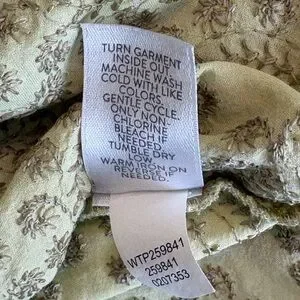 TURN GARMENT
INSIDE OUT.
MACHINE WASH
COLD WITH LIKE
COLORS.
GENTLE CYCLE.
ONLY NON-
CHLORINE
BLEACH IF
NEEDED.
TUMBLE DRY
LOW.
WARM IRON ON
REVERSE IF
NEEDED.
WTP259841
259841
0207353